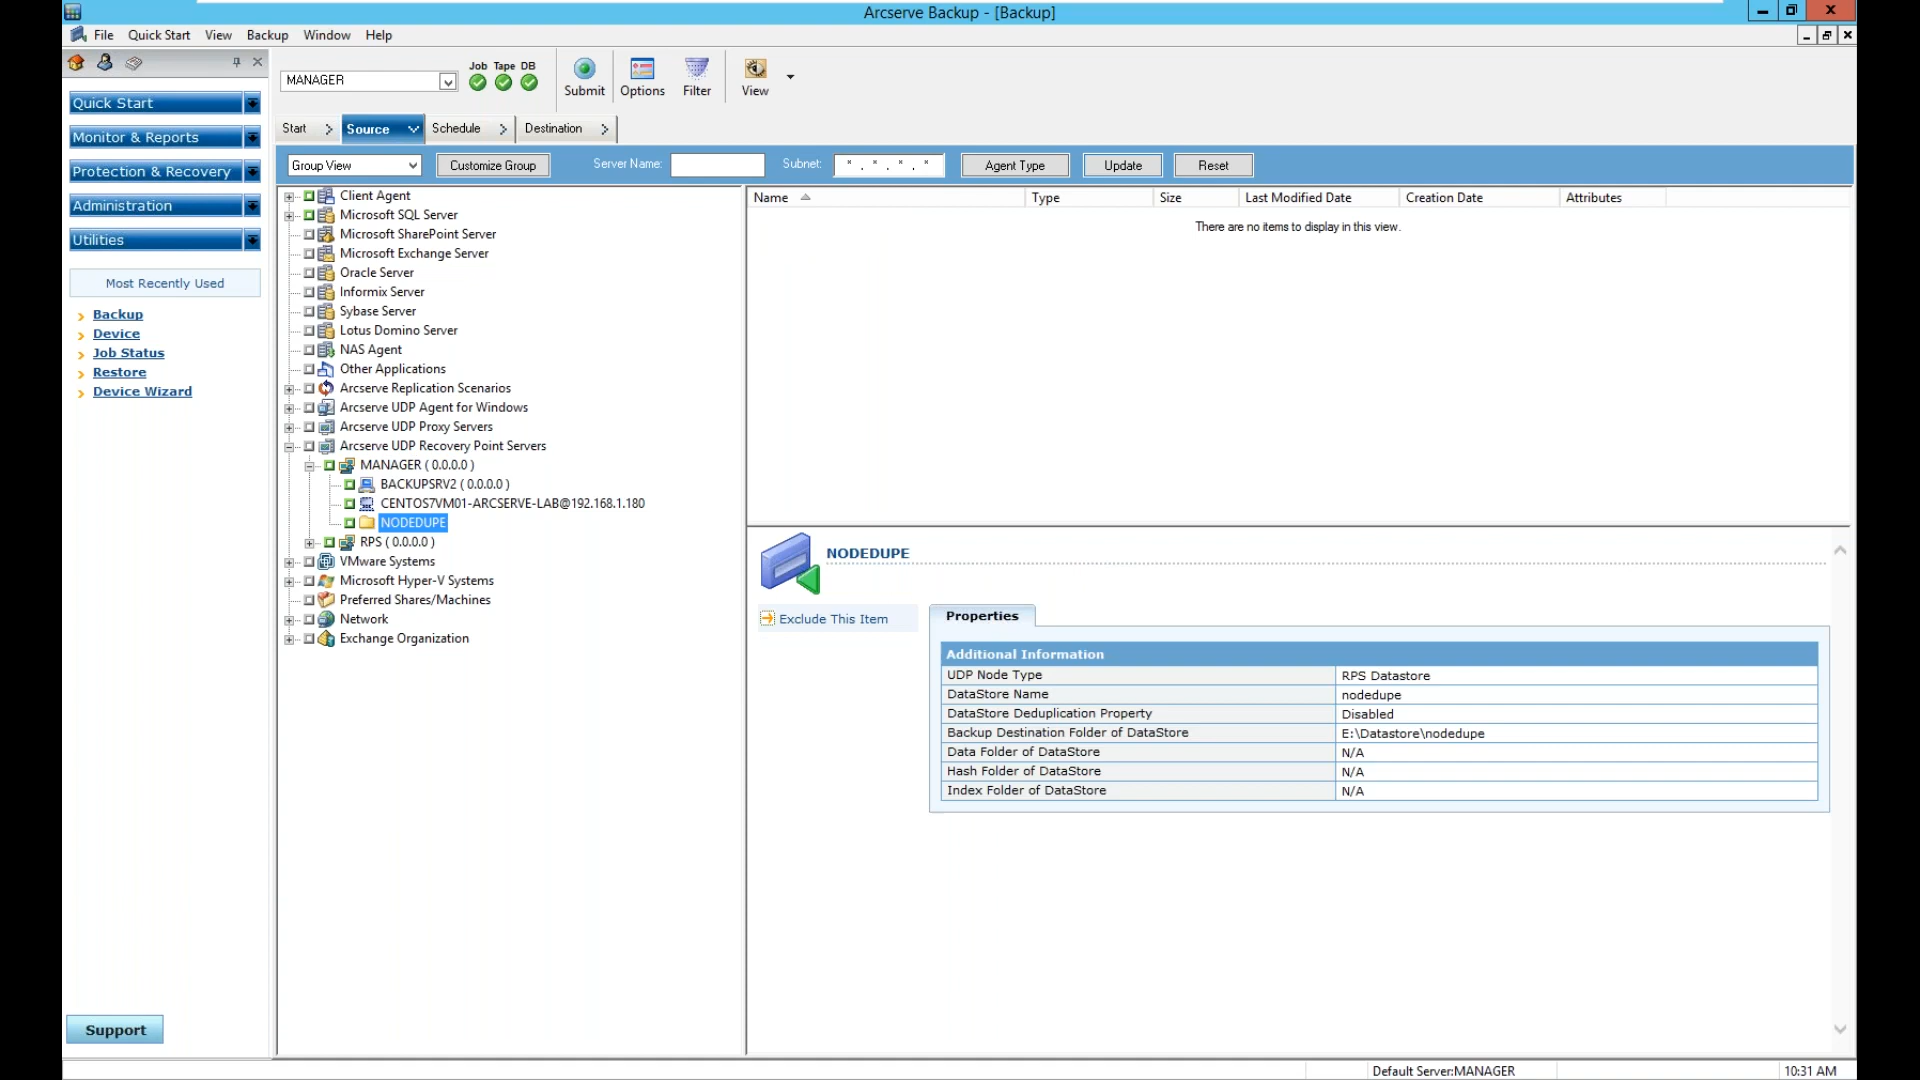 Arcserve Backup - [Backup]
File Quick Start View Backup Window Help
MANAGER
Job Tape DB
Submit Options Filter View
Start Source Schedule Destination
Group View Customize Group Server Name: Subnet: * . * . * . * Agent Type Update Reset
Quick Start
Monitor & Reports
Protection & Recovery
Administration
Utilities
Most Recently Used
Backup
Device
Job Status
Restore
Device Wizard
Support
Client Agent
Microsoft SQL Server
Microsoft SharePoint Server
Microsoft Exchange Server
Oracle Server
Informix Server
Sybase Server
Lotus Domino Server
NAS Agent
Other Applications
Arcserve Replication Scenarios
Arcserve UDP Agent for Windows
Arcserve UDP Proxy Servers
Arcserve UDP Recovery Point Servers
MANAGER ( 0.0.0.0 )
BACKUPSRV2 ( 0.0.0.0 )
CENTOS7VM01-ARCSERVE-LAB@192.168.1.180
NODEDUPE
RPS ( 0.0.0.0 )
VMware Systems
Microsoft Hyper-V Systems
Preferred Shares/Machines
Network
Exchange Organization
Name Type Size Last Modified Date Creation Date Attributes
There are no items to display in this view.
NODEDUPE
Exclude This Item
Properties
Additional Information
UDP Node Type RPS Datastore
DataStore Name nodedupe
DataStore Deduplication Property Disabled
Backup Destination Folder of DataStore E:\Datastore\nodedupe
Data Folder of DataStore N/A
Hash Folder of DataStore N/A
Index Folder of DataStore N/A
Default Server:MANAGER 10:31 AM